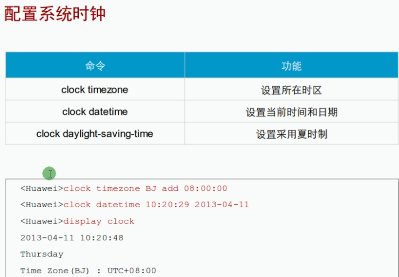 配置系统时钟
命令 功能
clock timezone 设置所在时区
clock datetime 设置当前时间和日期
clock daylight-saving-time 设置采用夏时制
<Huawei>clock timezone BJ add 08:00:00
<Huawei>clock datetime 10:20:29 2013-04-11
<Huawei>display clock
2013-04-11 10:20:48
Thursday
Time Zone(BJ) : UTC+08:00